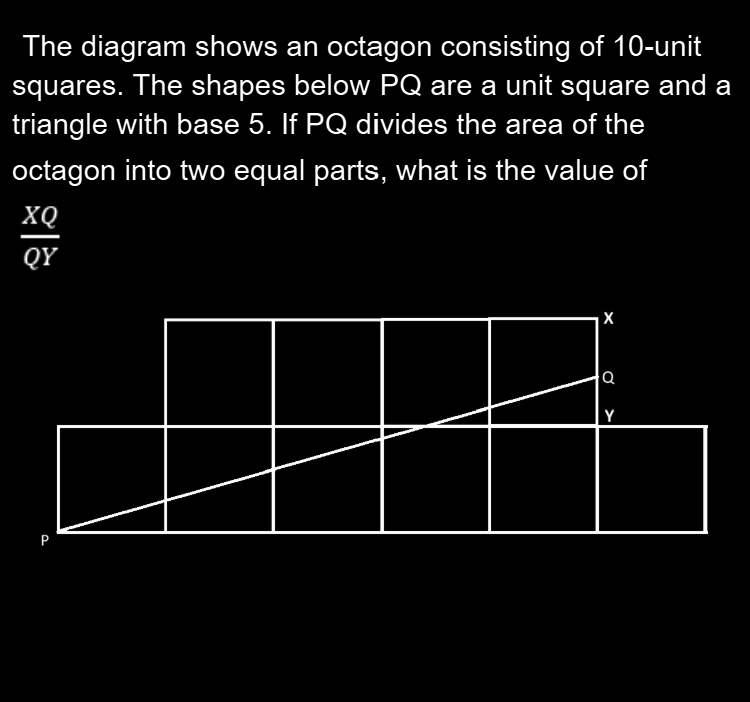 The diagram shows an octagon consisting of 10-unit
squares. The shapes below PQ are a unit square and a
triangle with base 5. If PQ divides the area of the
octagon into two equal parts, what is the value of
XQ
QY
X
Q
Y
P